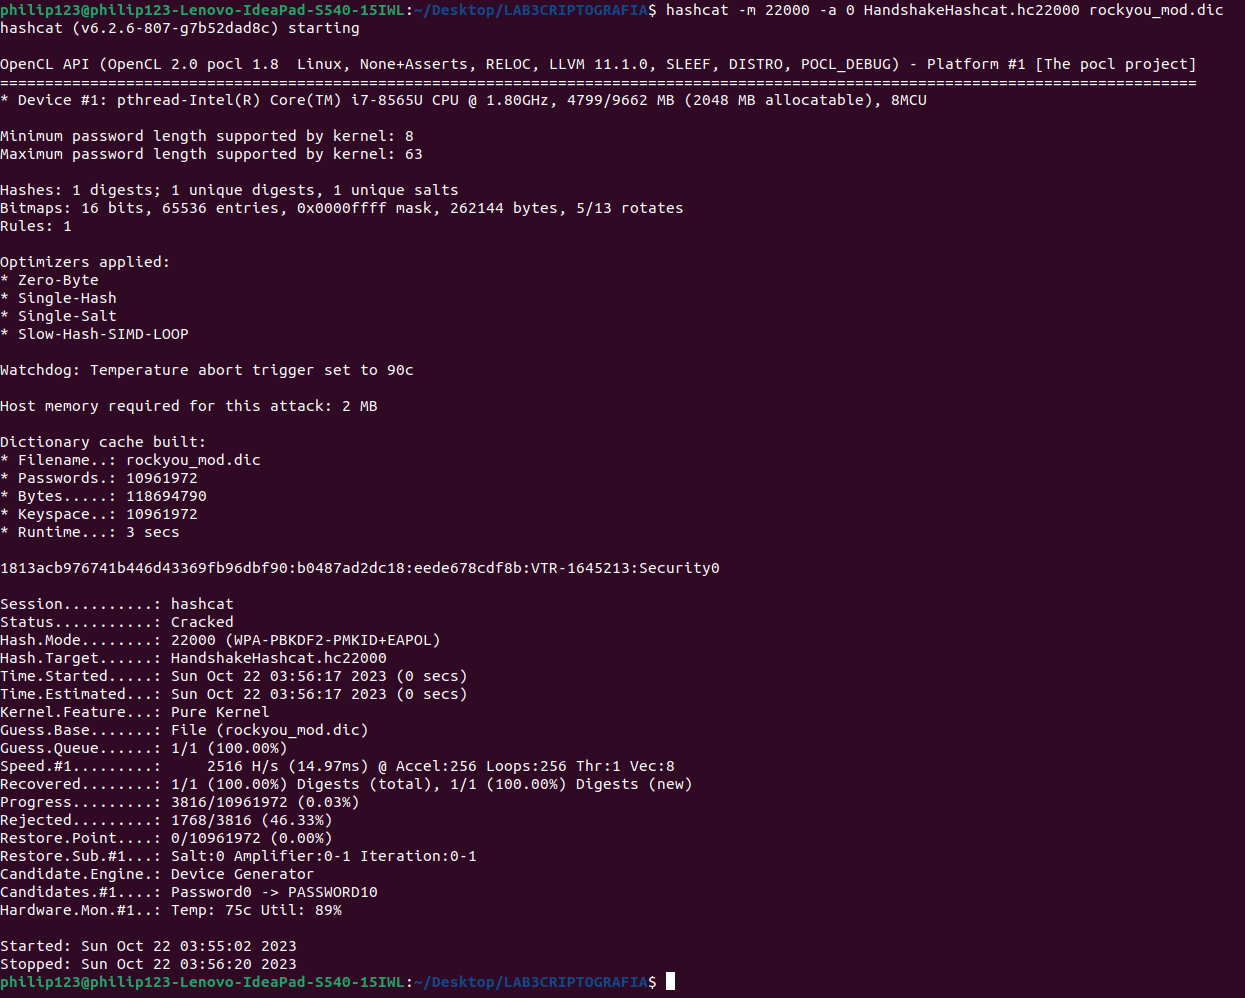 philip123@philip123-Lenovo-IdeaPad-S540-15IWL:~/Desktop/LAB3CRIPTOGRAFIA$ hashcat -m 22000 -a 0 HandshakeHashcat.hc22000 rockyou_mod.dic
hashcat (v6.2.6-807-g7b52dad8c) starting
OpenCL API (OpenCL 2.0 pocl 1.8  Linux, None+Asserts, RELOC, LLVM 11.1.0, SLEEF, DISTRO, POCL_DEBUG) - Platform #1 [The pocl project]
=====================================================================================================================================
* Device #1: pthread-Intel(R) Core(TM) i7-8565U CPU @ 1.80GHz, 4799/9662 MB (2048 MB allocatable), 8MCU
Minimum password length supported by kernel: 8
Maximum password length supported by kernel: 63
Hashes: 1 digests; 1 unique digests, 1 unique salts
Bitmaps: 16 bits, 65536 entries, 0x0000ffff mask, 262144 bytes, 5/13 rotates
Rules: 1
Optimizers applied:
* Zero-Byte
* Single-Hash
* Single-Salt
* Slow-Hash-SIMD-LOOP
Watchdog: Temperature abort trigger set to 90c
Host memory required for this attack: 2 MB
Dictionary cache built:
* Filename..: rockyou_mod.dic
* Passwords.: 10961972
* Bytes.....: 118694790
* Keyspace..: 10961972
* Runtime...: 3 secs
1813acb976741b446d43369fb96dbf90:b0487ad2dc18:eede678cdf8b:VTR-1645213:Security0
Session..........: hashcat
Status...........: Cracked
Hash.Mode........: 22000 (WPA-PBKDF2-PMKID+EAPOL)
Hash.Target......: HandshakeHashcat.hc22000
Time.Started.....: Sun Oct 22 03:56:17 2023 (0 secs)
Time.Estimated...: Sun Oct 22 03:56:17 2023 (0 secs)
Kernel.Feature...: Pure Kernel
Guess.Base.......: File (rockyou_mod.dic)
Guess.Queue......: 1/1 (100.00%)
Speed.#1.........:     2516 H/s (14.97ms) @ Accel:256 Loops:256 Thr:1 Vec:8
Recovered........: 1/1 (100.00%) Digests (total), 1/1 (100.00%) Digests (new)
Progress.........: 3816/10961972 (0.03%)
Rejected.........: 1768/3816 (46.33%)
Restore.Point....: 0/10961972 (0.00%)
Restore.Sub.#1...: Salt:0 Amplifier:0-1 Iteration:0-1
Candidate.Engine.: Device Generator
Candidates.#1....: Password0 -> PASSWORD10
Hardware.Mon.#1..: Temp: 75c Util: 89%
Started: Sun Oct 22 03:55:02 2023
Stopped: Sun Oct 22 03:56:20 2023
philip123@philip123-Lenovo-IdeaPad-S540-15IWL:~/Desktop/LAB3CRIPTOGRAFIA$